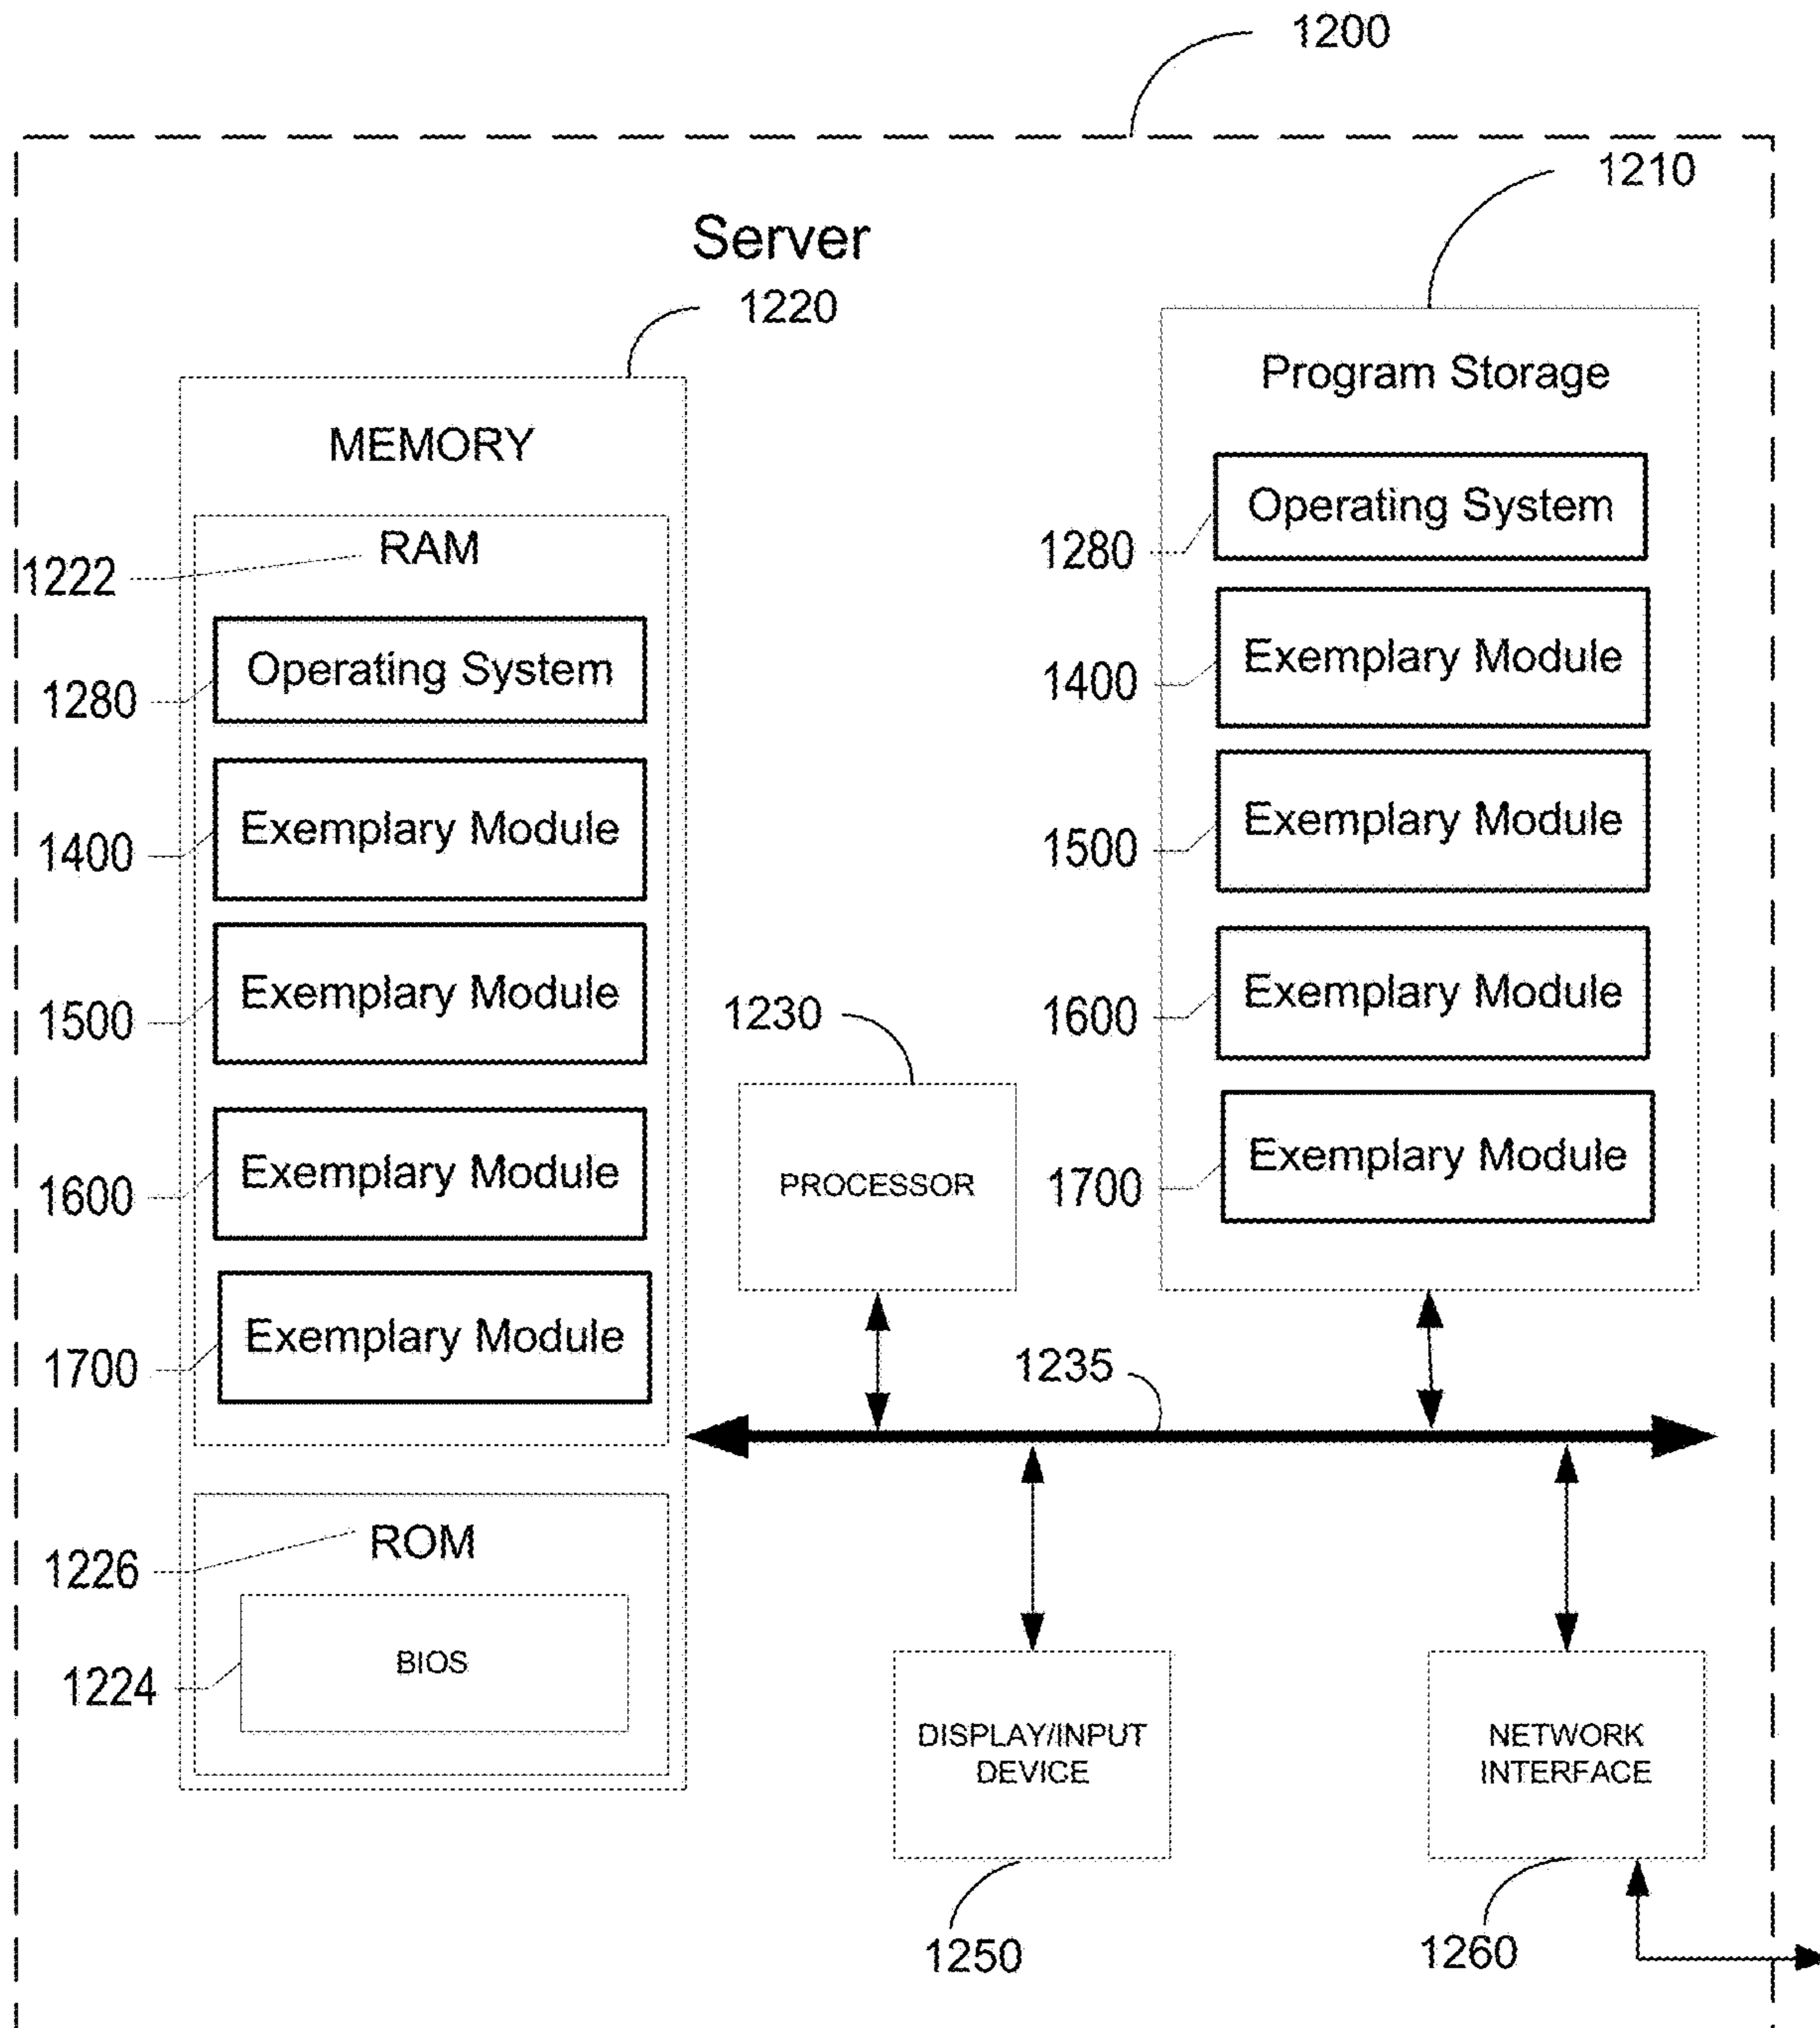 1200
1210
Server
1220
MEMORY
RAM
1222
Operating System
1280
Exemplary Module
1400
Exemplary Module
1500
Exemplary Module
1600
Exemplary Module
1700
ROM
1226
BIOS
1224
Program Storage
Operating System
1280
Exemplary Module
1400
Exemplary Module
1500
Exemplary Module
1600
Exemplary Module
1700
1230
PROCESSOR
1235
DISPLAY/INPUT
DEVICE
1250
NETWORK
INTERFACE
1260